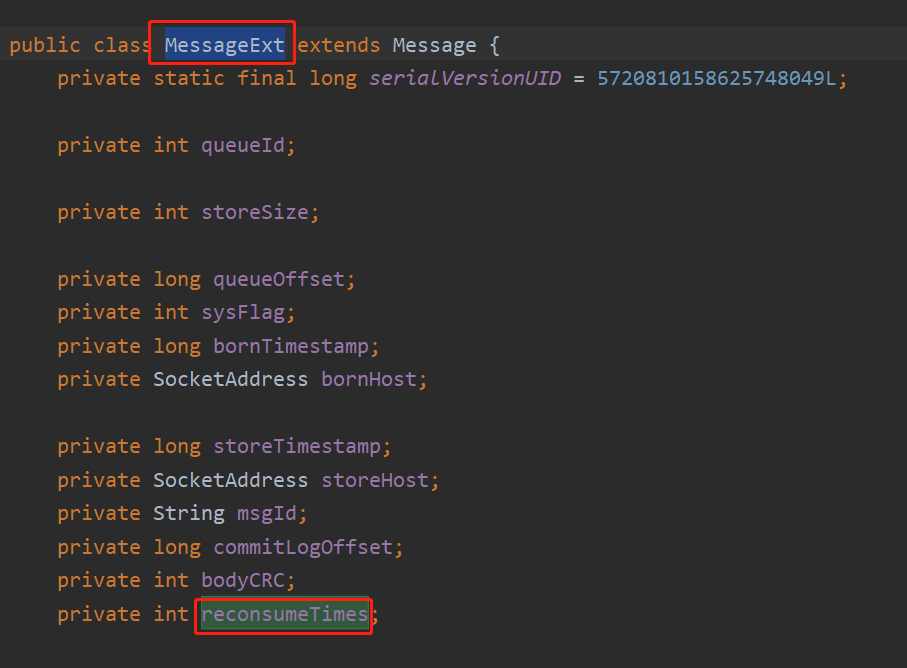 public class MessageExt extends Message {
private static final long serialVersionUID = 5720810158625748049L;
private int queueId;
private int storeSize;
private long queueOffset;
private int sysFlag;
private long bornTimestamp;
private SocketAddress bornHost;
private long storeTimestamp;
private SocketAddress storeHost;
private String msgId;
private long commitLogOffset;
private int bodyCRC;
private int reconsumeTimes;